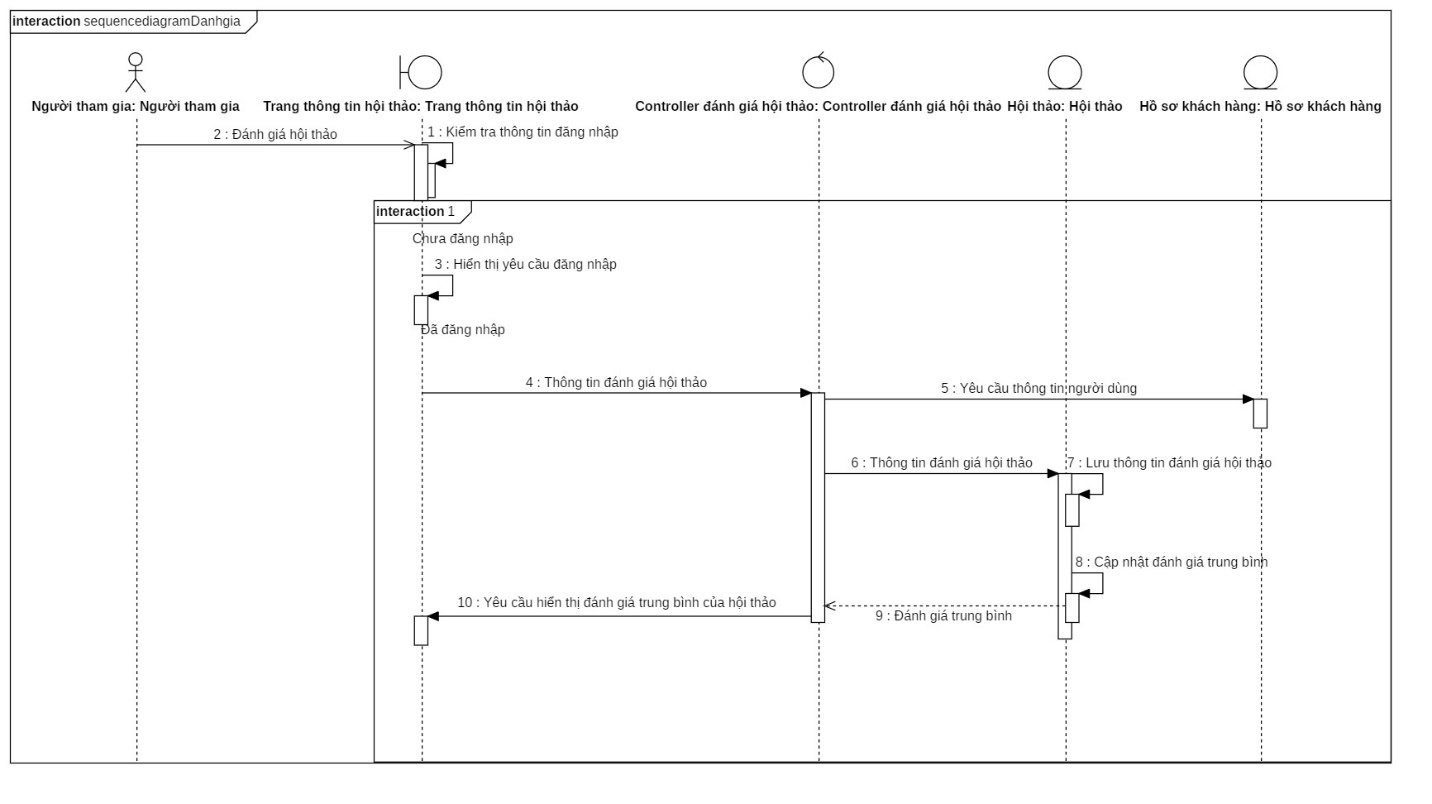 interaction sequencediagramDanhgia
Người tham gia: Người tham gia
Trang thông tin hội thảo: Trang thông tin hội thảo
Controller đánh giá hội thảo: Controller đánh giá hội thảo
Hội thảo: Hội thảo
Hồ sơ khách hàng: Hồ sơ khách hàng
2 : Đánh giá hội thảo
1 : Kiểm tra thông tin đăng nhập
interaction 1
Chưa đăng nhập
3 : Hiển thị yêu cầu đăng nhập
Đã đăng nhập
4 : Thông tin đánh giá hội thảo
5 : Yêu cầu thông tin người dùng
6 : Thông tin đánh giá hội thảo
7 : Lưu thông tin đánh giá hội thảo
8 : Cập nhật đánh giá trung bình
10 : Yêu cầu hiển thị đánh giá trung bình của hội thảo
9 : Đánh giá trung bình